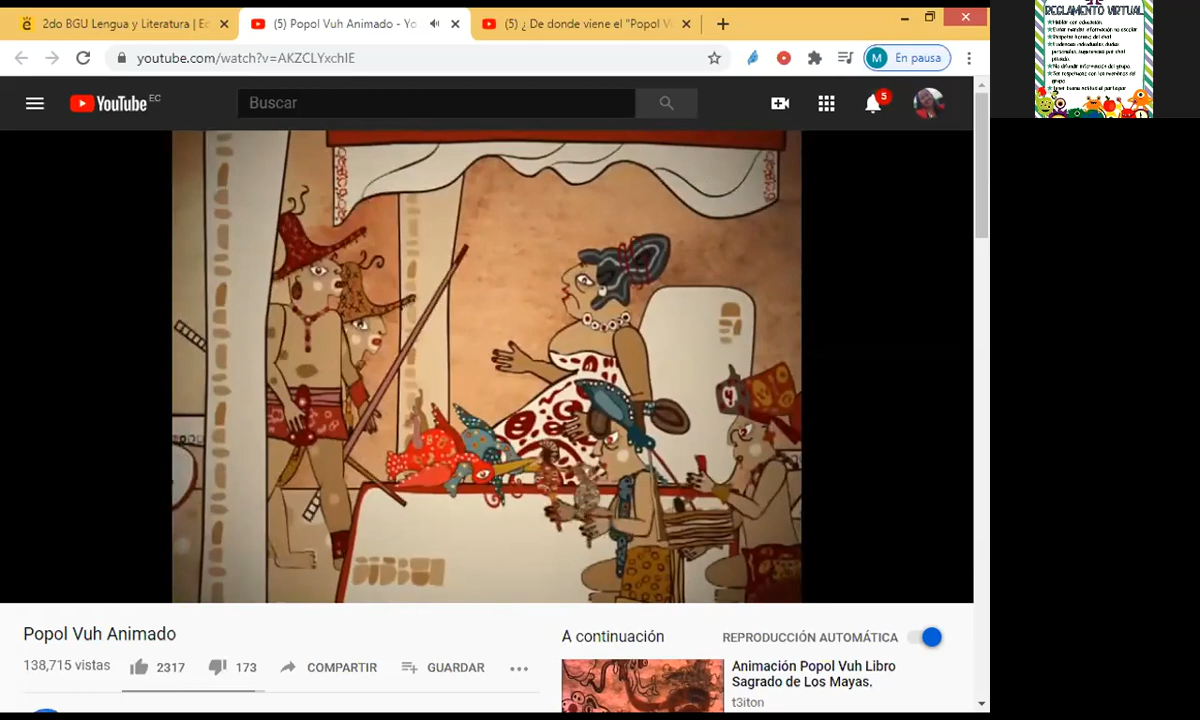 2do BGU Lengua y Literatura | Ec
(5) Popol Vuh Animado - Yo
(5) ¿ De donde viene el "Popol V
youtube.com/watch?v=AKZCLYxchIE
M En pausa
YouTube EC
Buscar
5
Popol Vuh Animado
138,715 vistas
2317
173
COMPARTIR
GUARDAR
A continuación
REPRODUCCIÓN AUTOMÁTICA
Animación Popol Vuh Libro
Sagrado de Los Mayas.
t3iton
REGLAMENTO VIRTUAL